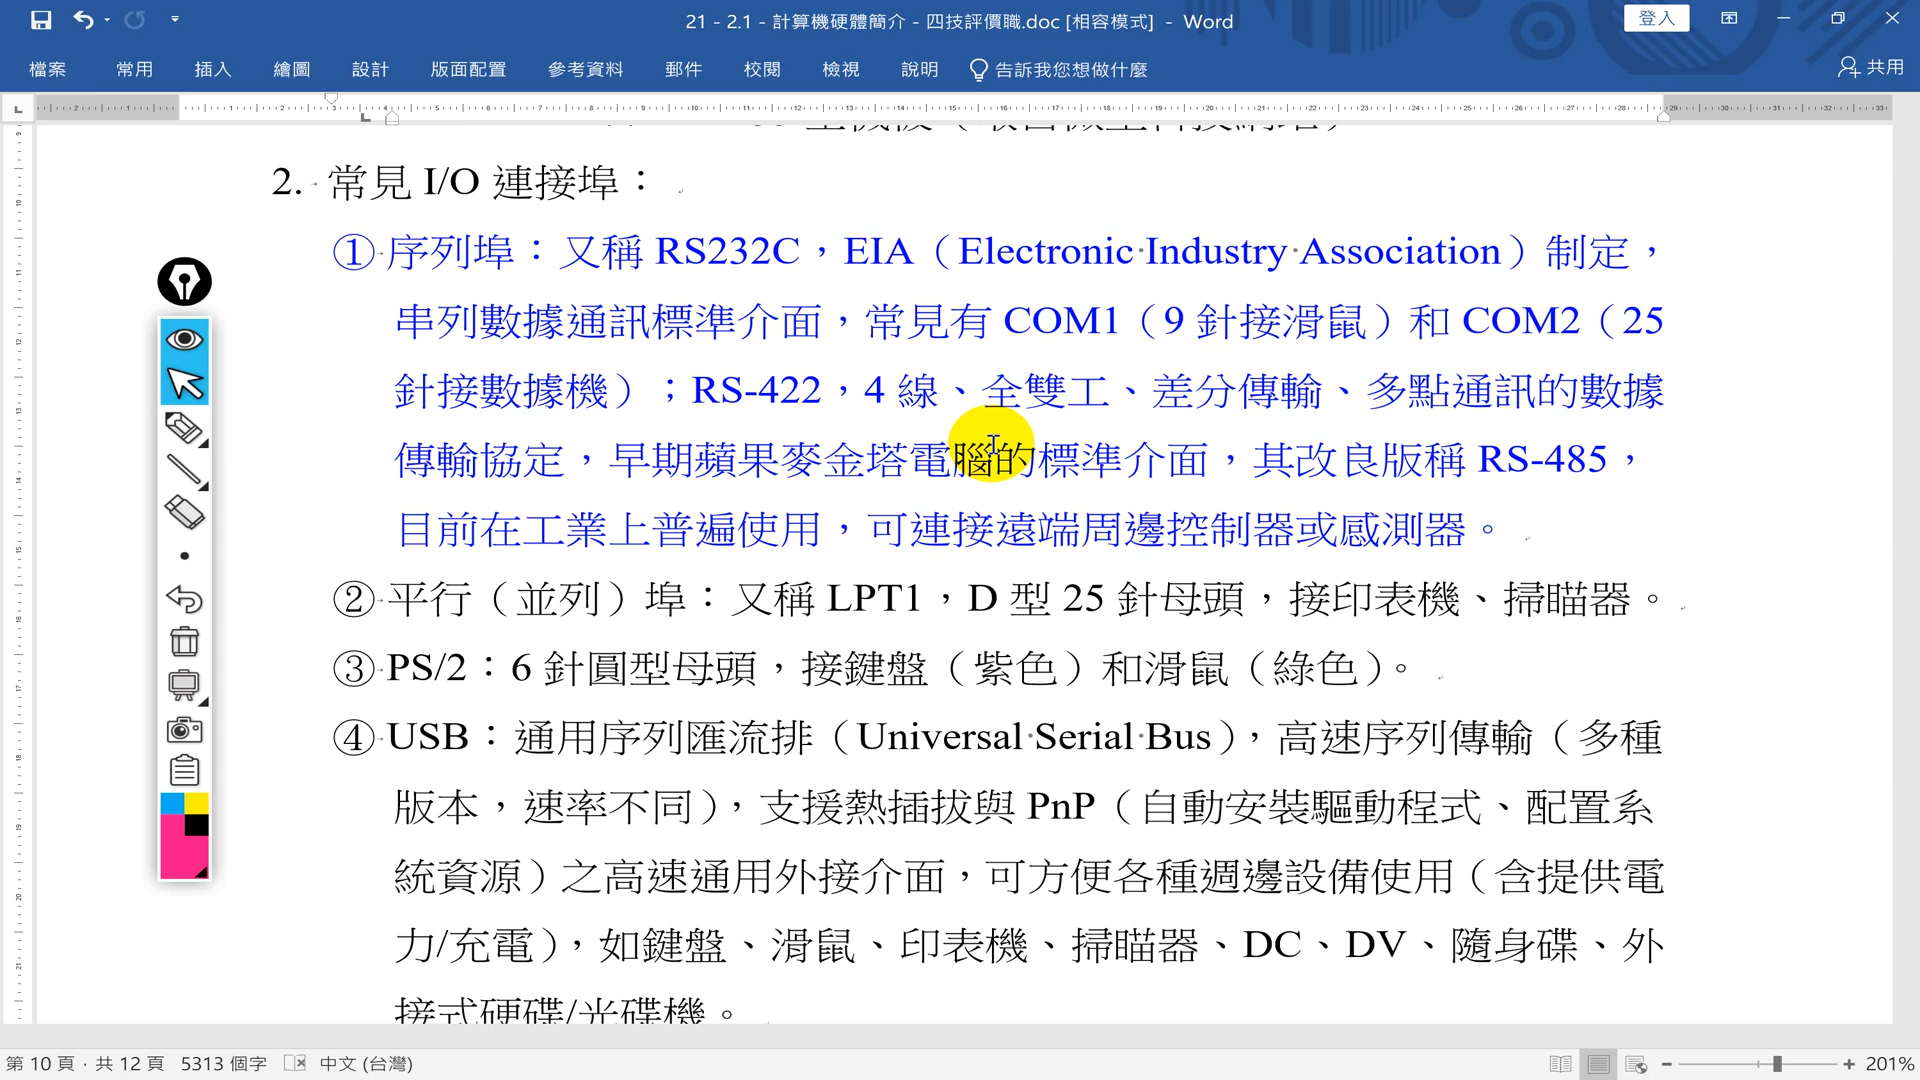 21 - 2.1 - 計算機硬體簡介 - 四技評價職.doc [相容模式] - Word
登入
檔案 常用 插入 繪圖 設計 版面配置 參考資料 郵件 校閱 檢視 說明 告訴我您想做什麼 共用
2. 常見 I/O 連接埠：
① 序列埠：又稱 RS232C，EIA（Electronic Industry Association）制定，
串列數據通訊標準介面，常見有 COM1（9 針接滑鼠）和 COM2（25
針接數據機）；RS-422，4 線、全雙工、差分傳輸、多點通訊的數據
傳輸協定，早期蘋果麥金塔電腦的標準介面，其改良版稱 RS-485，
目前在工業上普遍使用，可連接遠端周邊控制器或感測器。
② 平行（並列）埠：又稱 LPT1，D 型 25 針母頭，接印表機、掃瞄器。
③ PS/2：6 針圓型母頭，接鍵盤（紫色）和滑鼠（綠色）。
④ USB：通用序列匯流排（Universal Serial Bus），高速序列傳輸（多種
版本，速率不同），支援熱插拔與 PnP（自動安裝驅動程式、配置系
統資源）之高速通用外接介面，可方便各種週邊設備使用（含提供電
力/充電），如鍵盤、滑鼠、印表機、掃瞄器、DC、DV、隨身碟、外
接式硬碟/光碟機。
第 10 頁，共 12 頁 5313 個字 中文 (台灣) 201%